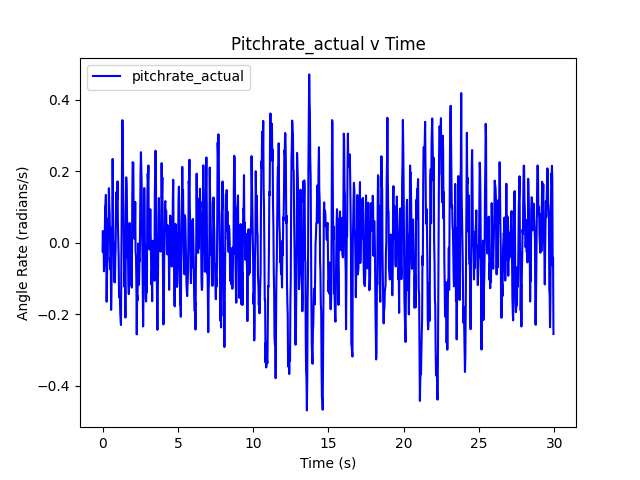 Pitchrate_actual v Time
pitchrate_actual
Angle Rate (radians/s)
0.4
0.2
0.0
−0.2
−0.4
0 5 10 15 20 25 30
Time (s)